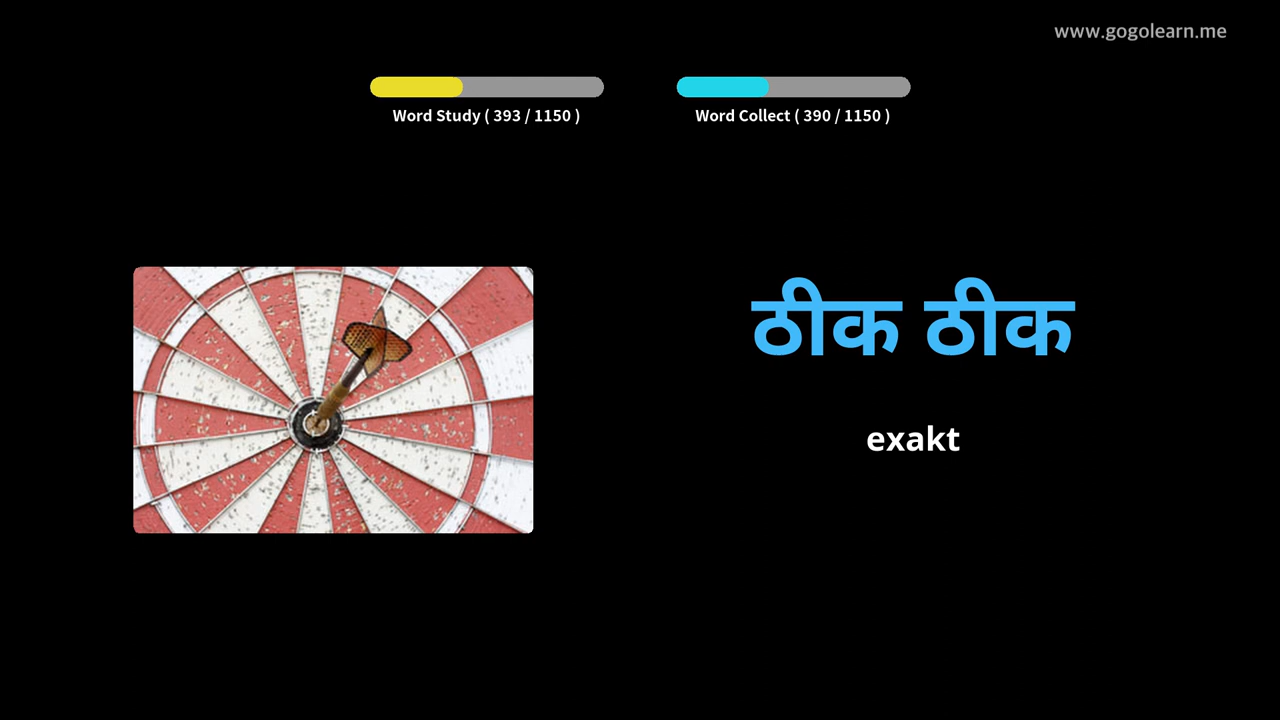 www.gogolearn.me
Word Study ( 393 / 1150 )
Word Collect ( 390 / 1150 )
ठीक ठीक
exakt